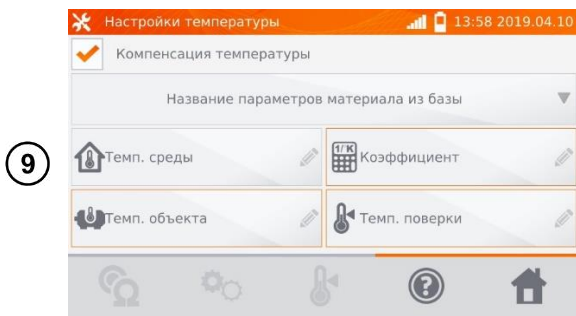 Настройки температуры 13:58 2019.04.10
Компенсация температуры
Название параметров материала из базы
9
Темп. среды
1/°K Коэффициент
Темп. объекта
Темп. поверки
?